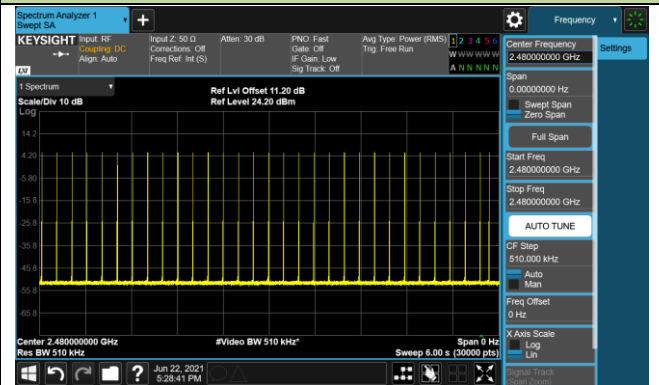 Spectrum Analyzer 1
Swept SA
Frequency
KEYSIGHT
Input: RF
Coupling: DC
Align: Auto
Input Z: 50 Ω
Corrections: Off
Freq Ref: Int (S)
Atten: 30 dB
PNO: Fast
Gate: Off
IF Gain: Low
Sig Track: Off
Avg Type: Power (RMS)
Trig: Free Run
1 2 3 4 5 6
W W W W W W
A N N N N N
LXI
1 Spectrum
Scale/Div 10 dB
Log
Ref Lvl Offset 11.20 dB
Ref Level 24.20 dBm
14.2
4.20
-5.80
-15.8
-25.8
-35.8
-45.8
-55.8
-65.8
Center 2.480000000 GHz
Res BW 510 kHz
#Video BW 510 kHz*
Span 0 Hz
Sweep 6.00 s (30000 pts)
Jun 22, 2021
5:28:41 PM
Center Frequency
2.480000000 GHz
Settings
Span
0.00000000 Hz
Swept Span
Zero Span
Full Span
Start Freq
2.480000000 GHz
Stop Freq
2.480000000 GHz
AUTO TUNE
CF Step
510.000 kHz
Auto
Man
Freq Offset
0 Hz
X Axis Scale
Log
Lin
Signal Track
(Span Zoom)